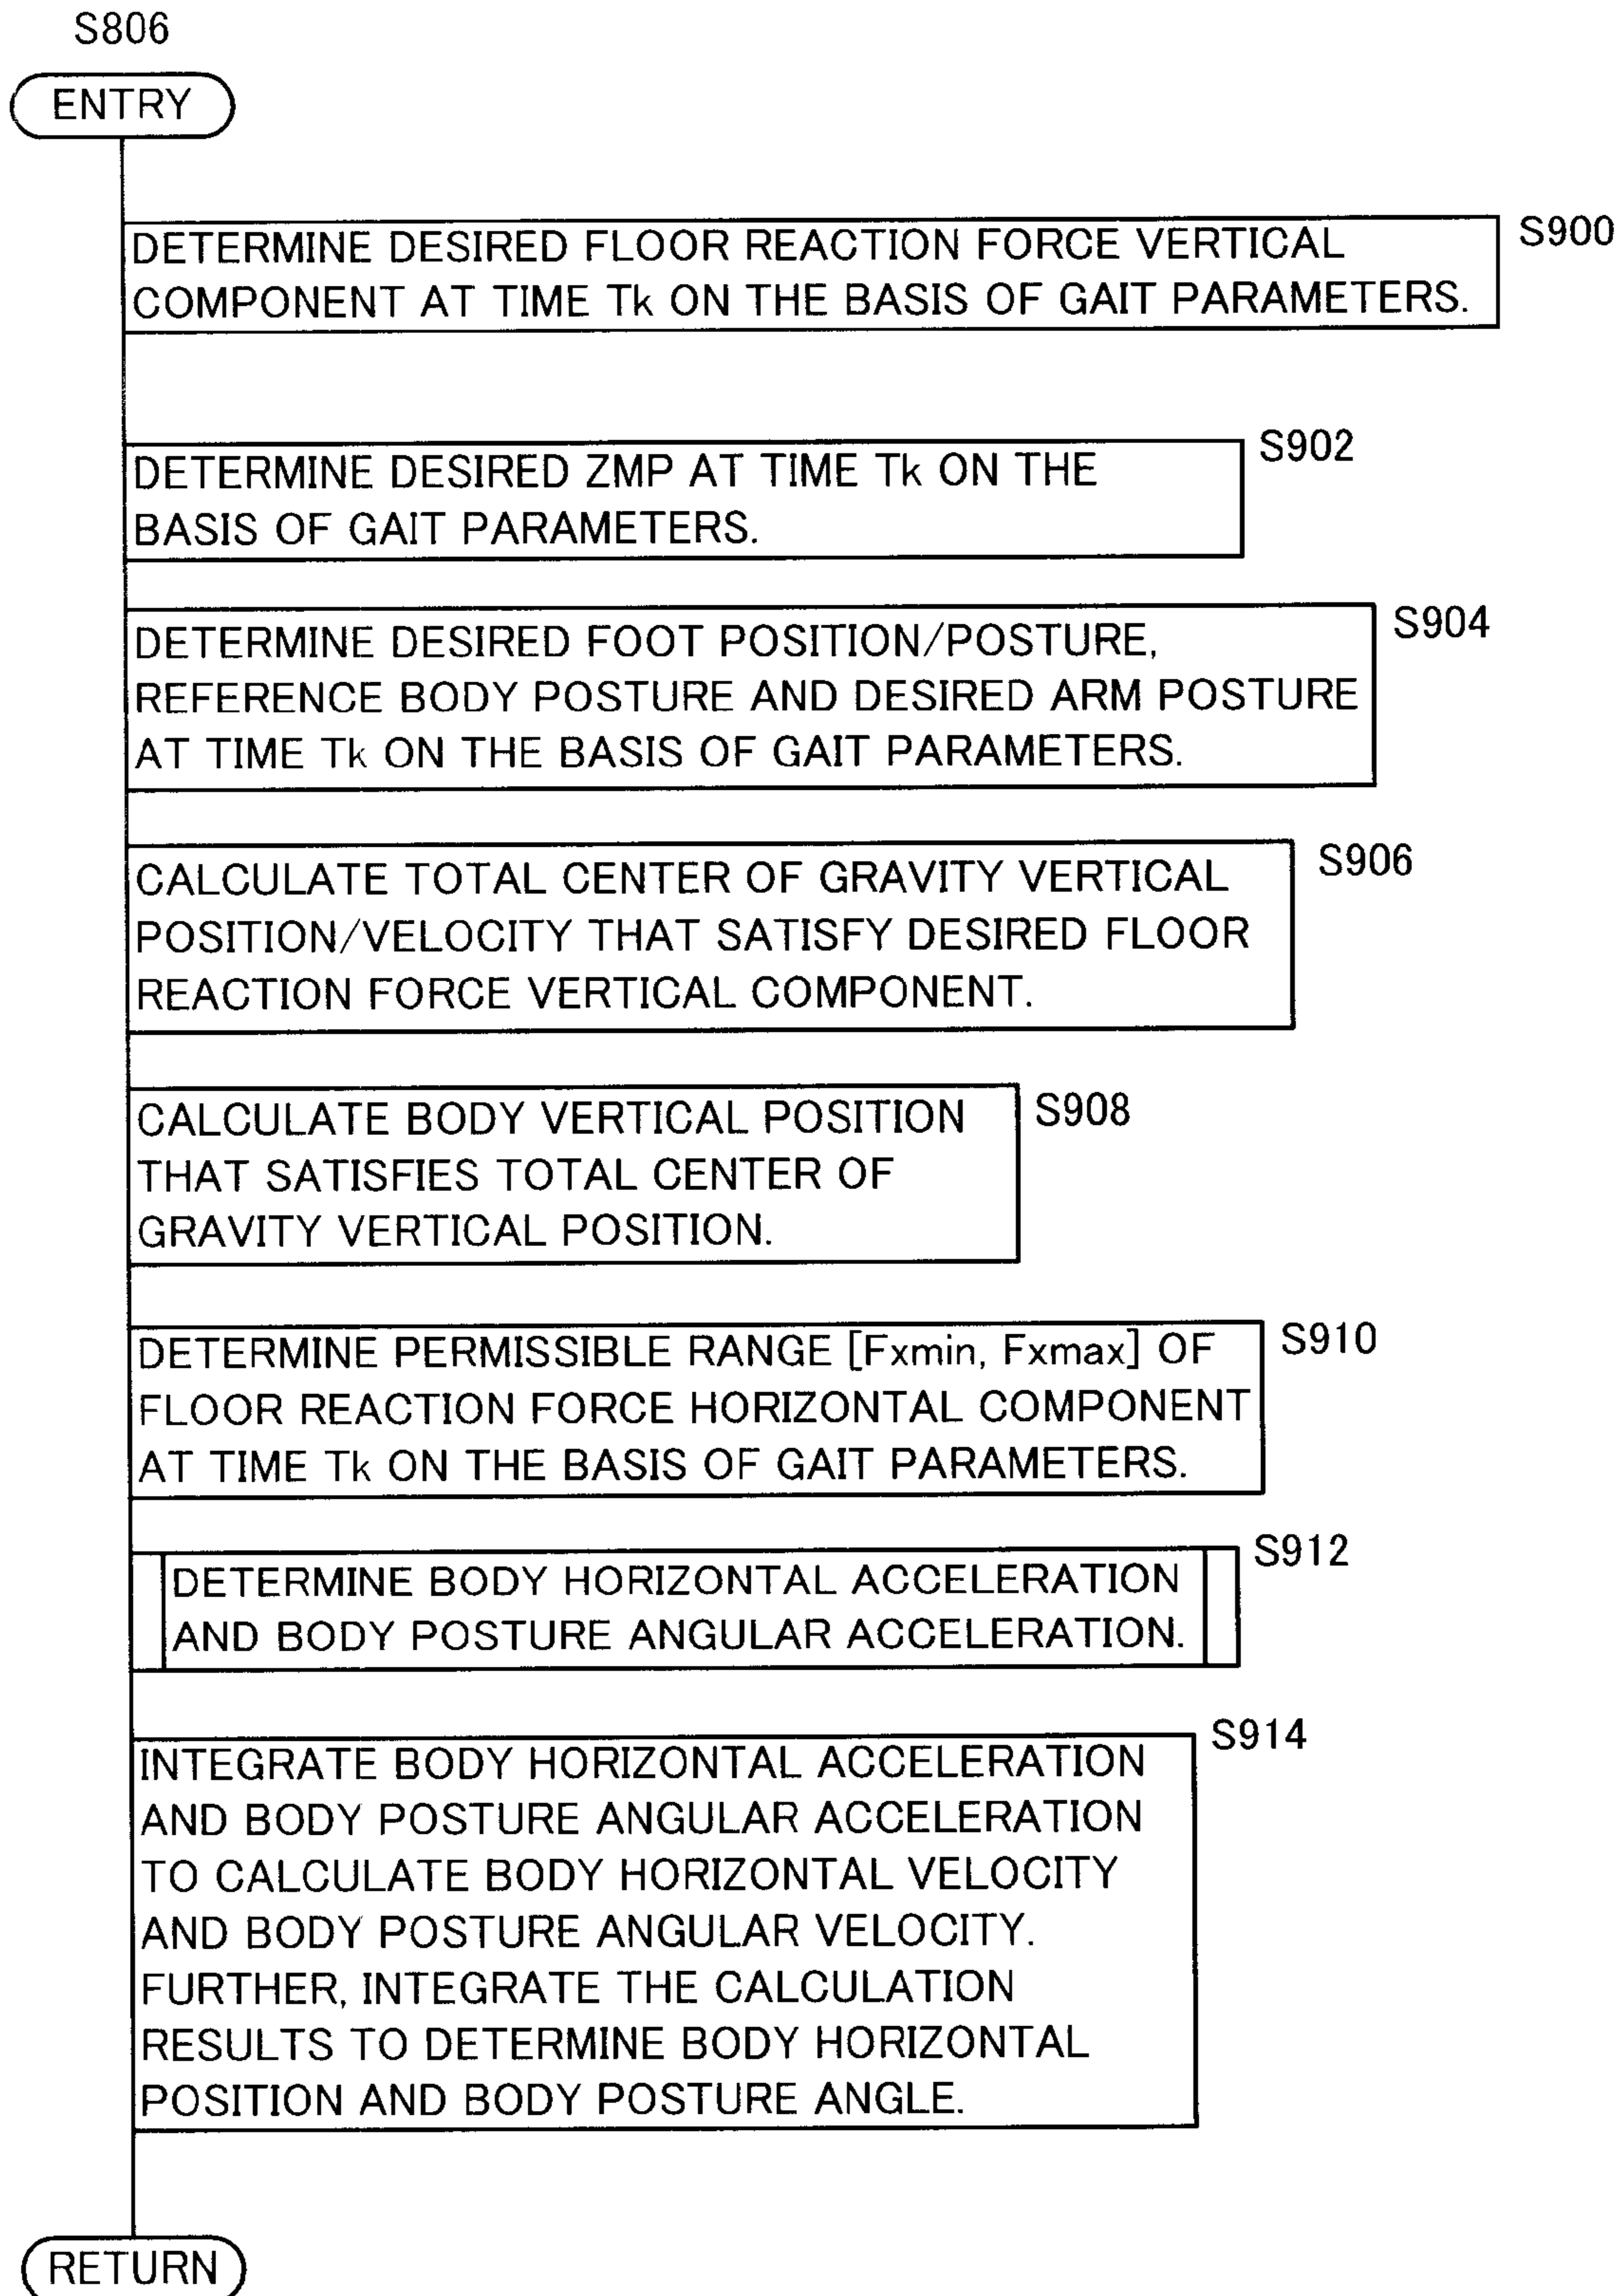 S806
ENTRY
S900
DETERMINE DESIRED FLOOR REACTION FORCE VERTICAL
COMPONENT AT TIME Tk ON THE BASIS OF GAIT PARAMETERS.
S902
DETERMINE DESIRED ZMP AT TIME Tk ON THE
BASIS OF GAIT PARAMETERS.
S904
DETERMINE DESIRED FOOT POSITION/POSTURE,
REFERENCE BODY POSTURE AND DESIRED ARM POSTURE
AT TIME Tk ON THE BASIS OF GAIT PARAMETERS.
S906
CALCULATE TOTAL CENTER OF GRAVITY VERTICAL
POSITION/VELOCITY THAT SATISFY DESIRED FLOOR
REACTION FORCE VERTICAL COMPONENT.
S908
CALCULATE BODY VERTICAL POSITION
THAT SATISFIES TOTAL CENTER OF
GRAVITY VERTICAL POSITION.
S910
DETERMINE PERMISSIBLE RANGE [Fxmin, Fxmax] OF
FLOOR REACTION FORCE HORIZONTAL COMPONENT
AT TIME Tk ON THE BASIS OF GAIT PARAMETERS.
S912
DETERMINE BODY HORIZONTAL ACCELERATION
AND BODY POSTURE ANGULAR ACCELERATION.
S914
INTEGRATE BODY HORIZONTAL ACCELERATION
AND BODY POSTURE ANGULAR ACCELERATION
TO CALCULATE BODY HORIZONTAL VELOCITY
AND BODY POSTURE ANGULAR VELOCITY.
FURTHER, INTEGRATE THE CALCULATION
RESULTS TO DETERMINE BODY HORIZONTAL
POSITION AND BODY POSTURE ANGLE.
RETURN